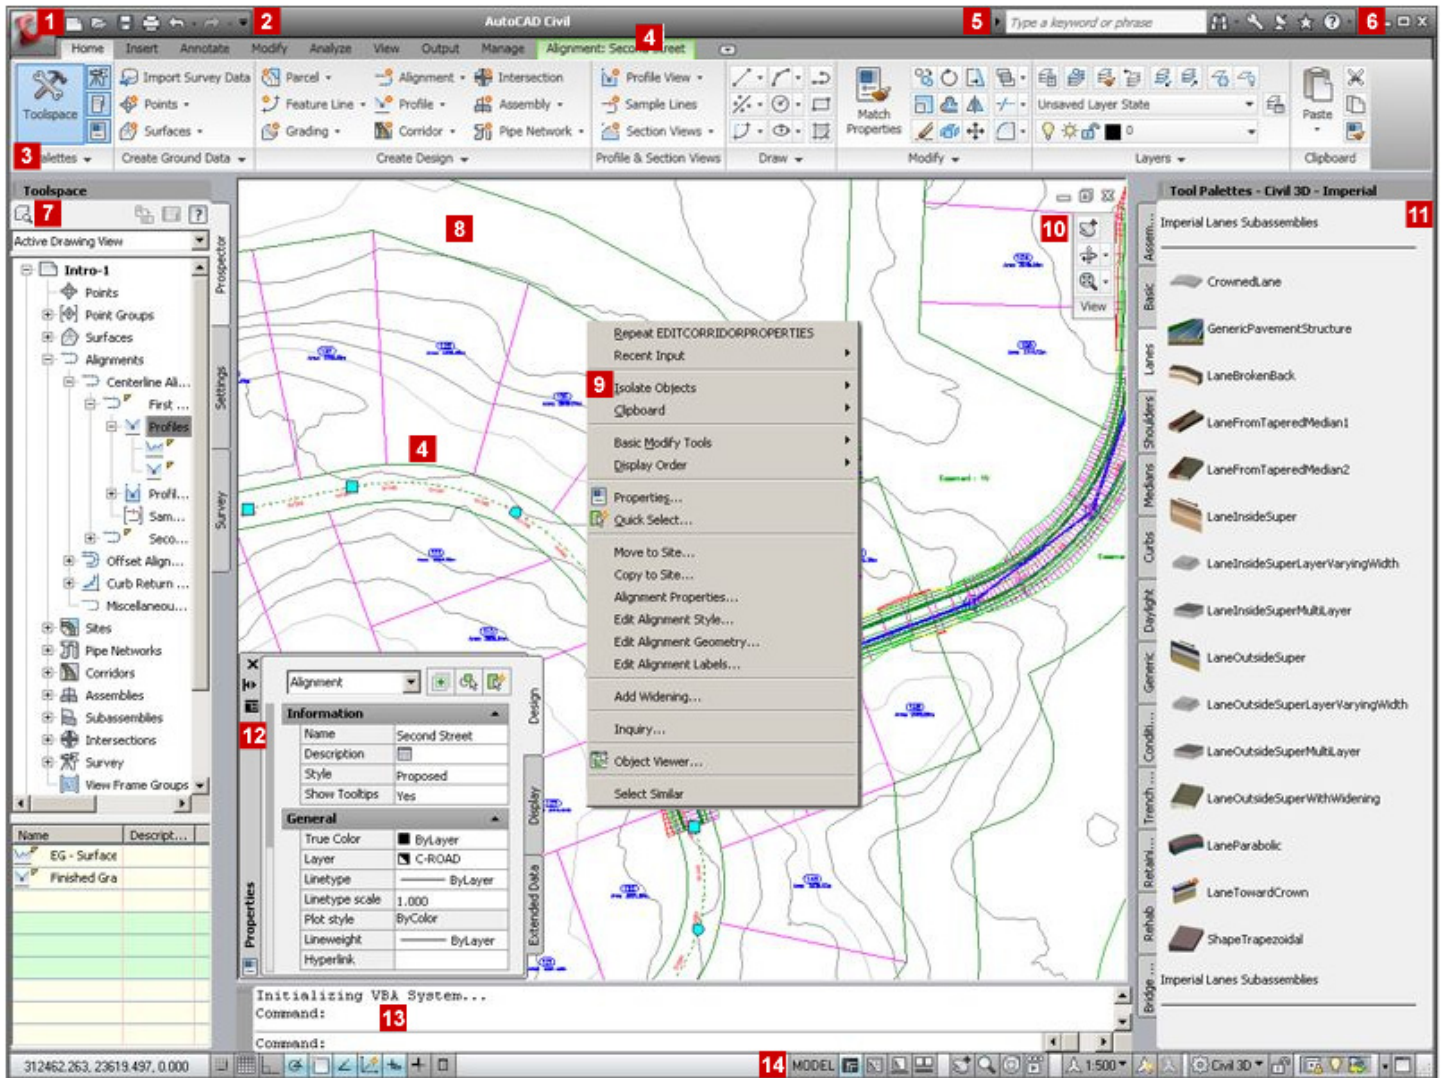 1
2
AutoCAD Civil
5
Type a keyword or phrase
6
Home Insert Annotate Modify Analyze View Output Manage Alignment: Second Street
4
Toolspace
Import Survey Data
Points
Surfaces
Parcel
Feature Line
Grading
Alignment
Profile
Corridor
Intersection
Assembly
Pipe Network
Profile View
Sample Lines
Section Views
Match
Properties
Unsaved Layer State
0
Paste
3
Create Ground Data
Create Design
Profile & Section Views
Draw
Modify
Layers
Clipboard
Toolspace
7
Active Drawing View
Intro-1
Points
Point Groups
Surfaces
Alignments
Centerline Ali...
First ...
Profiles
Profil...
Sam...
Seco...
Offset Align...
Curb Return ...
Miscellaneou...
Sites
Pipe Networks
Corridors
Assemblies
Subassemblies
Intersections
Survey
View Frame Groups
Prospector
Settings
Survey
Name Descript...
EG - Surface
Finished Gra
8
4
10
View
Repeat EDITCORRIDORPROPERTIES
Recent Input
9
Isolate Objects
Clipboard
Basic Modify Tools
Display Order
Properties...
Quick Select...
Move to Site...
Copy to Site...
Alignment Properties...
Edit Alignment Style...
Edit Alignment Geometry...
Edit Alignment Labels...
Add Widening...
Inquiry...
Object Viewer...
Select Similar
12
Properties
Alignment
Information
Name Second Street
Description
Style Proposed
Show Tooltips Yes
General
True Color ByLayer
Layer C-ROAD
Linetype ByLayer
Linetype scale 1.000
Plot style ByColor
Lineweight ByLayer
Hyperlink
Design
Display
Extended Data
Tool Palettes - Civil 3D - Imperial
11
Imperial Lanes Subassemblies
CrownedLane
GenericPavementStructure
LaneBrokenBack
LaneFromTaperedMedian1
LaneFromTaperedMedian2
LaneInsideSuper
LaneInsideSuperLayerVaryingWidth
LaneInsideSuperMultiLayer
LaneOutsideSuper
LaneOutsideSuperLayerVaryingWidth
LaneOutsideSuperMultiLayer
LaneOutsideSuperWithWidening
LaneParabolic
LaneTowardCrown
ShapeTrapezoidal
Imperial Lanes Subassemblies
Assem...
Basic
Lanes
Shoulders
Medians
Curbs
Daylight
Generic
Conditi...
Trench ...
Retaini...
Rehab
Bridge ...
Initializing VBA System...
Command:
13
Command:
312462.263, 23619.497, 0.000
14
MODEL
1:500
Civil 3D